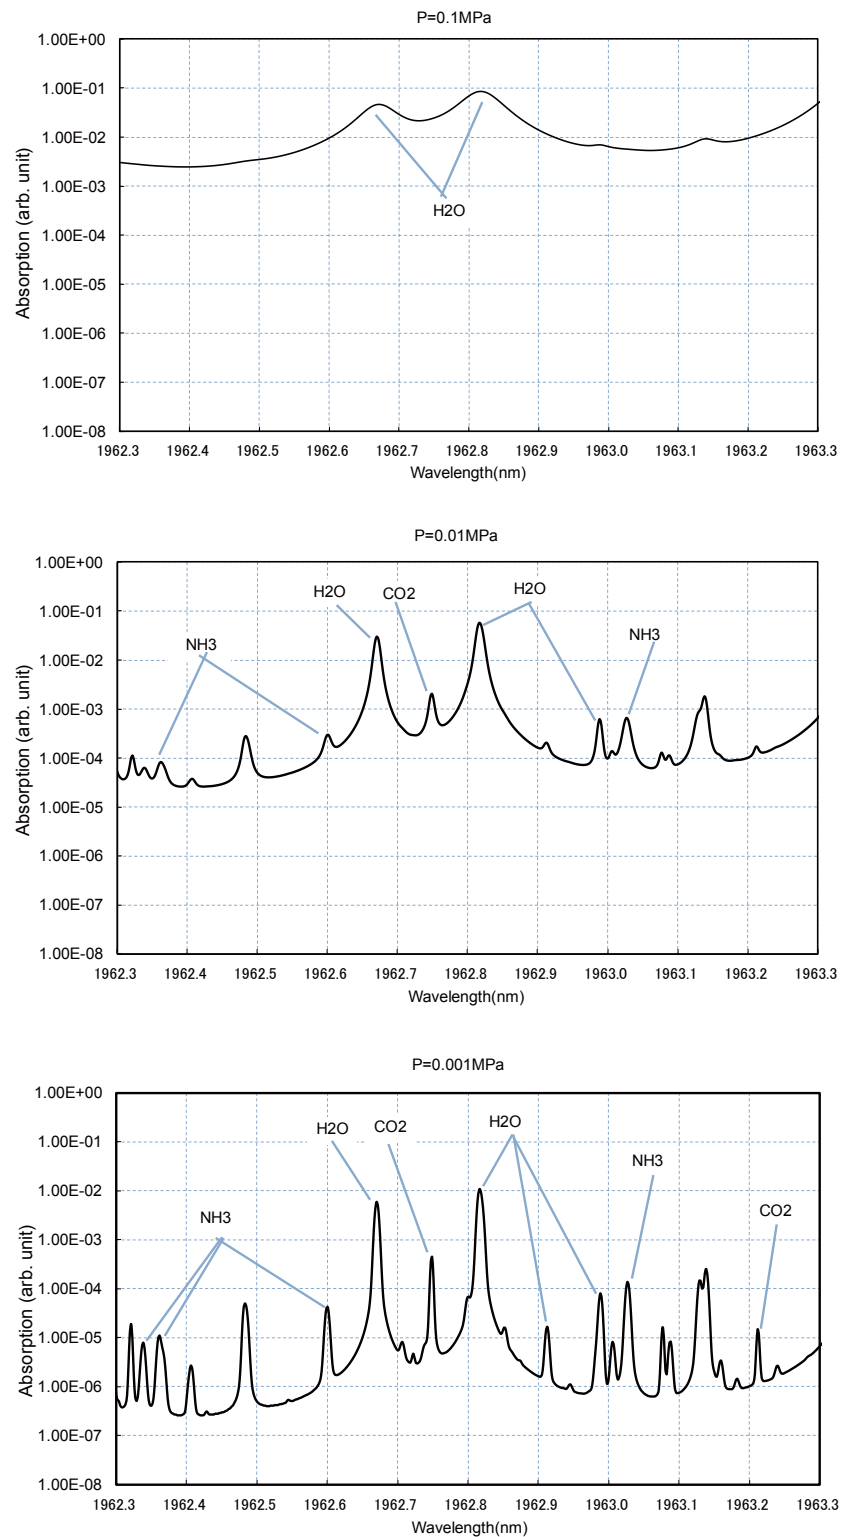 P=0.1MPa
1.00E+00
1.00E-01
1.00E-02
1.00E-03
1.00E-04
1.00E-05
1.00E-06
1.00E-07
1.00E-08
Absorption (arb. unit)
H2O
1962.3 1962.4 1962.5 1962.6 1962.7 1962.8 1962.9 1963.0 1963.1 1963.2 1963.3
Wavelength(nm)
P=0.01MPa
1.00E+00
1.00E-01
1.00E-02
1.00E-03
1.00E-04
1.00E-05
1.00E-06
1.00E-07
1.00E-08
Absorption (arb. unit)
H2O CO2 H2O
NH3 NH3
1962.3 1962.4 1962.5 1962.6 1962.7 1962.8 1962.9 1963.0 1963.1 1963.2 1963.3
Wavelength(nm)
P=0.001MPa
1.00E+00
1.00E-01
1.00E-02
1.00E-03
1.00E-04
1.00E-05
1.00E-06
1.00E-07
1.00E-08
Absorption (arb. unit)
H2O CO2 H2O
NH3
NH3 CO2
1962.3 1962.4 1962.5 1962.6 1962.7 1962.8 1962.9 1963.0 1963.1 1963.2 1963.3
Wavelength(nm)